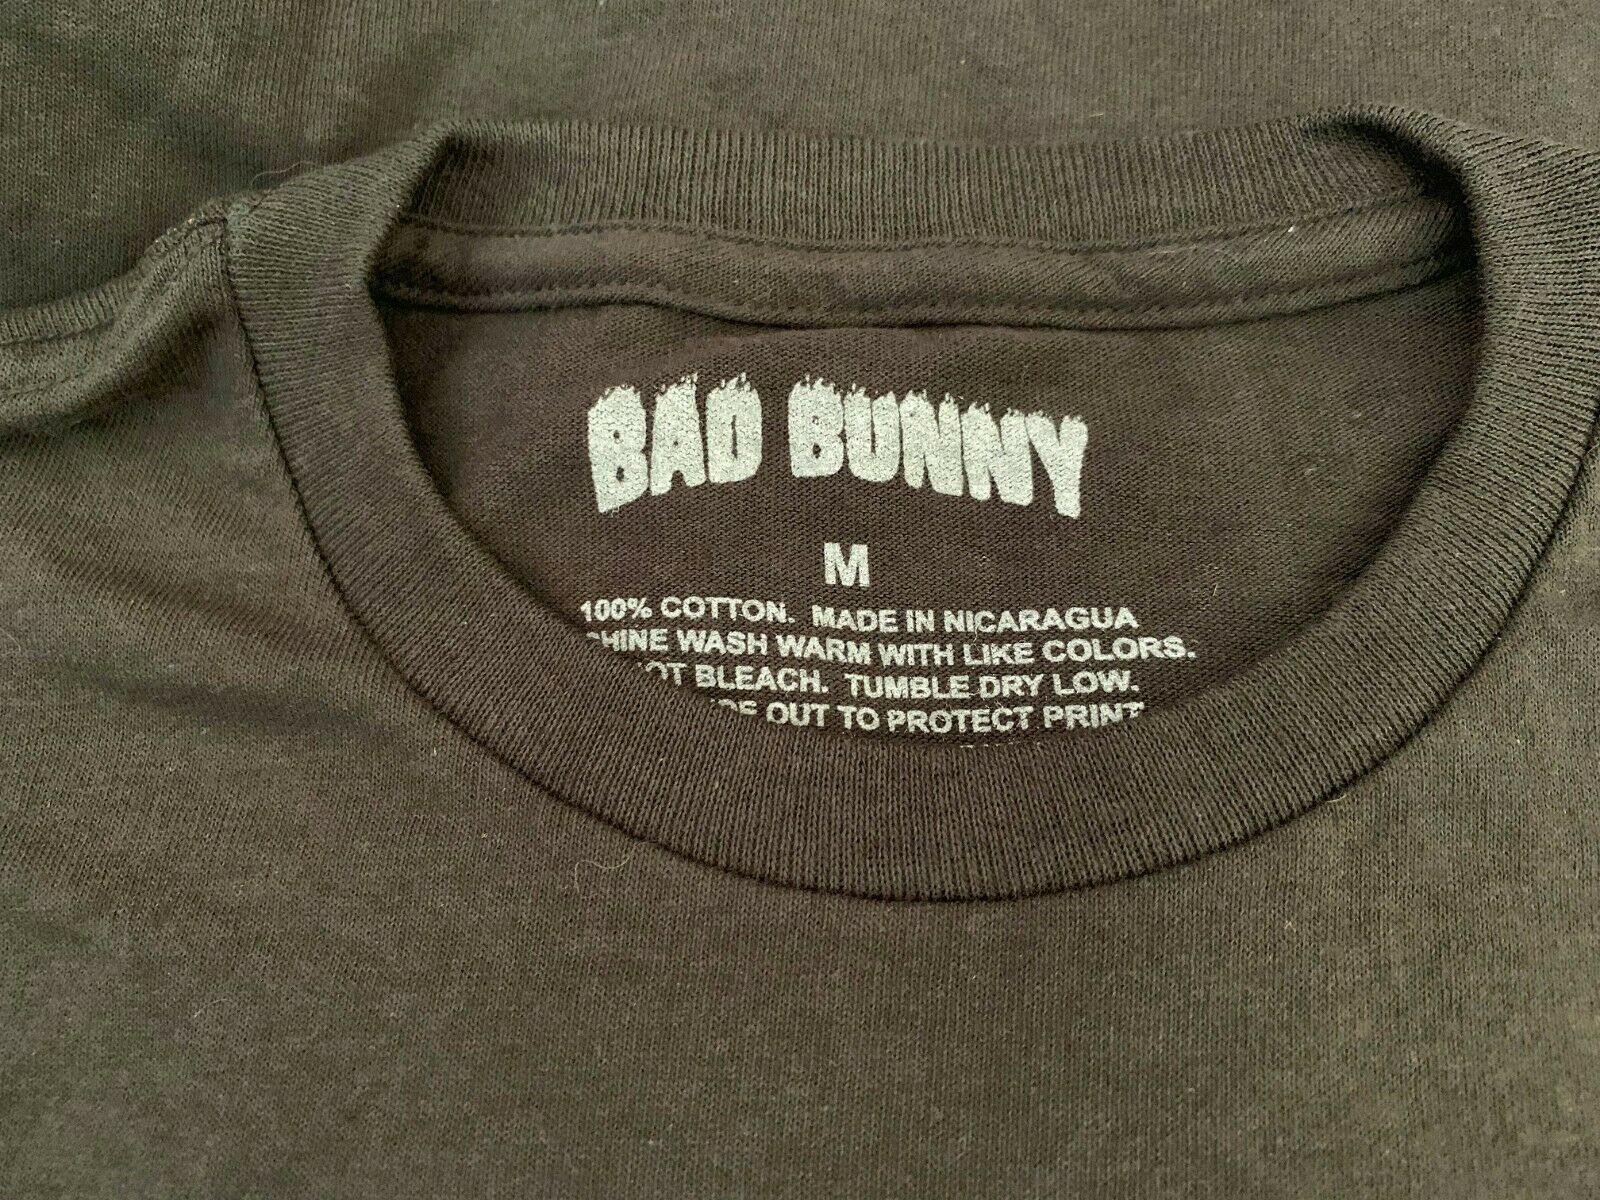 BAD BUNNY
M
100% COTTON. MADE IN NICARAGUA
WASH WARM WITH LIKE COLORS.
BLEACH. TUMBLE DRY LOW.
OUT TO PROTECT PRINT